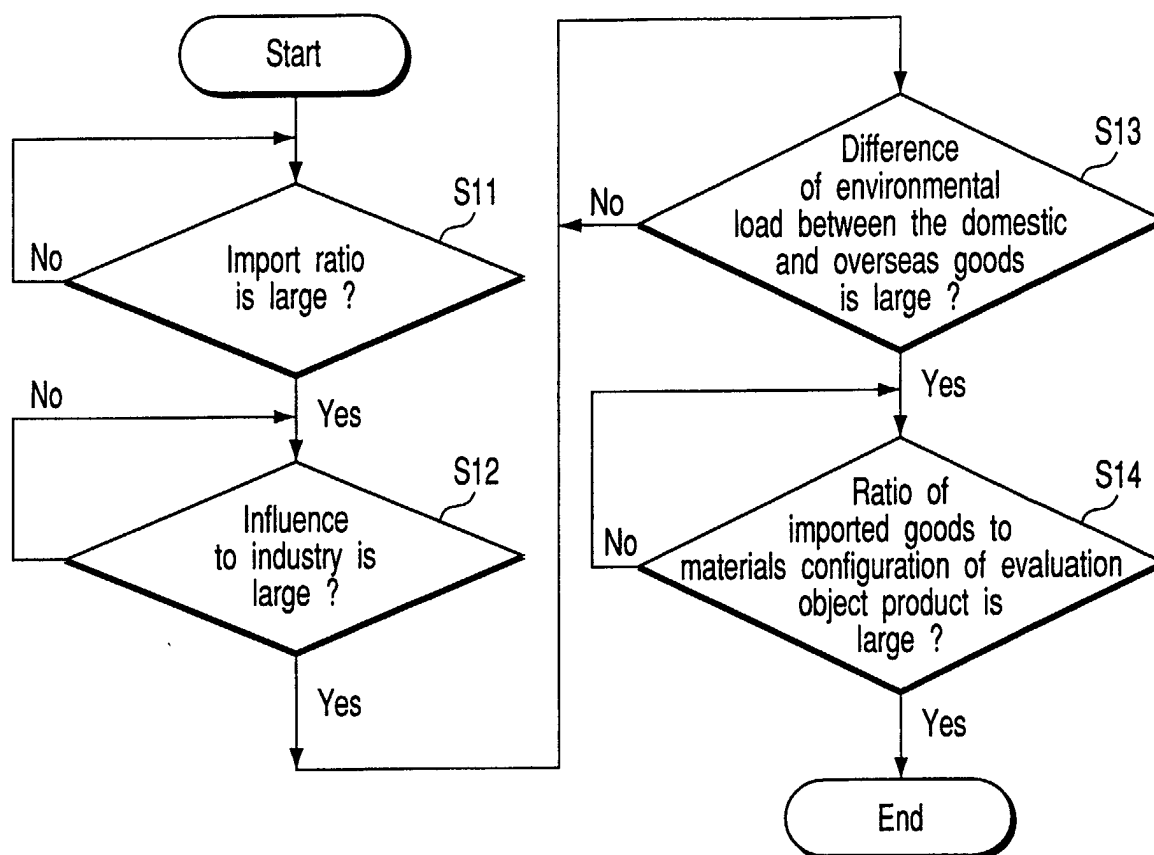 Start
S11
No
Import ratio
is large ?
Yes
No
S12
Influence
to industry is
large ?
Yes
S13
No
Difference
of environmental
load between the domestic
and overseas goods
is large ?
Yes
S14
No
Ratio of
imported goods to
materials configuration of evaluation
object product is
large ?
Yes
End